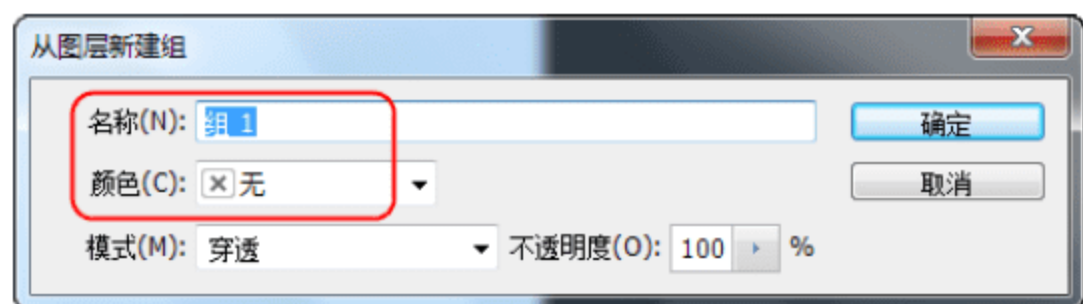 从图层新建组
名称(N): 组 1 确定
颜色(C): 无 取消
模式(M): 穿透 不透明度(O): 100 %